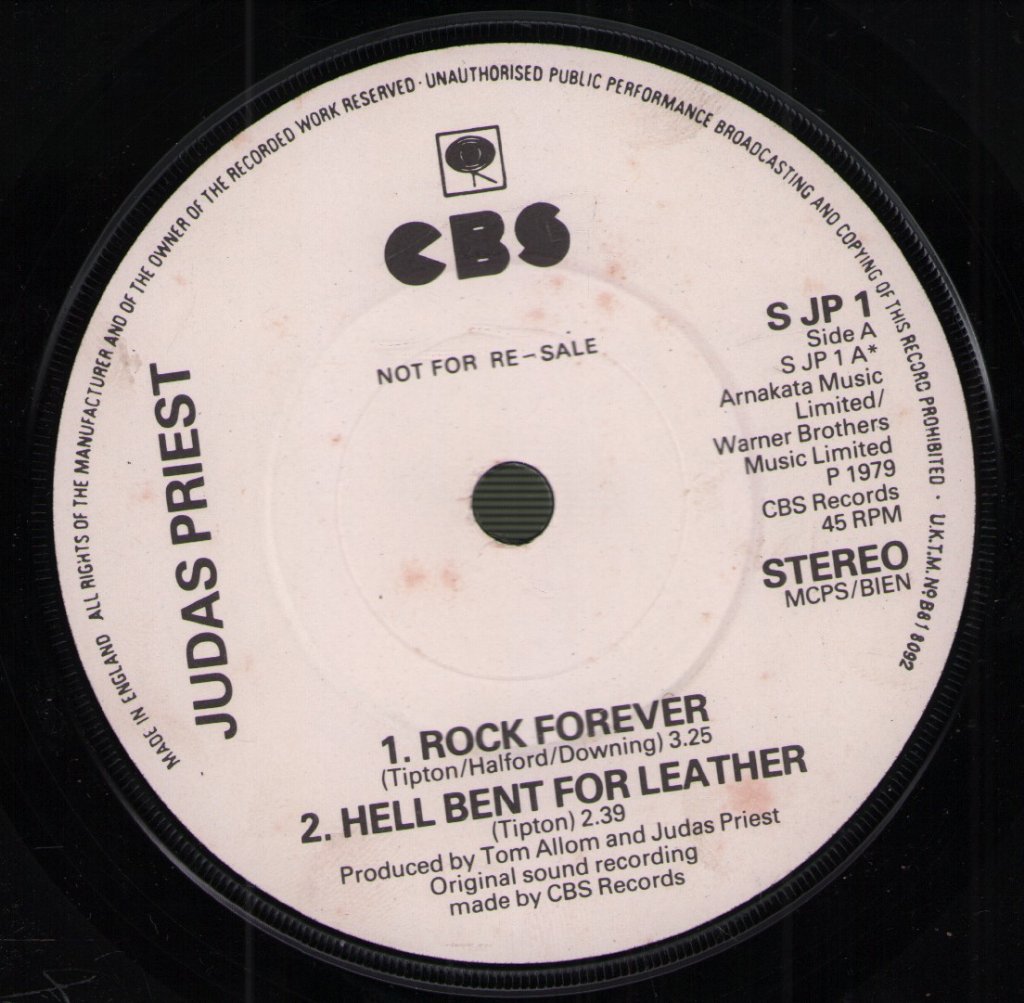 MADE IN ENGLAND ALL RIGHTS OF THE MANUFACTURER AND OF THE OWNER OF THE RECORDED WORK RESERVED · UNAUTHORISED PUBLIC PERFORMANCE BROADCASTING AND COPYING OF THIS RECORD PROHIBITED · U.K.T.M. Nº B818092
CBS
NOT FOR RE-SALE
S JP 1
Side A
S JP 1 A*
Arnakata Music
Limited/
Warner Brothers
Music Limited
P 1979
CBS Records
45 RPM
STEREO
MCPS/BIEN
JUDAS PRIEST
1. ROCK FOREVER
(Tipton/Halford/Downing) 3.25
2. HELL BENT FOR LEATHER
(Tipton) 2.39
Produced by Tom Allom and Judas Priest
Original sound recording
made by CBS Records